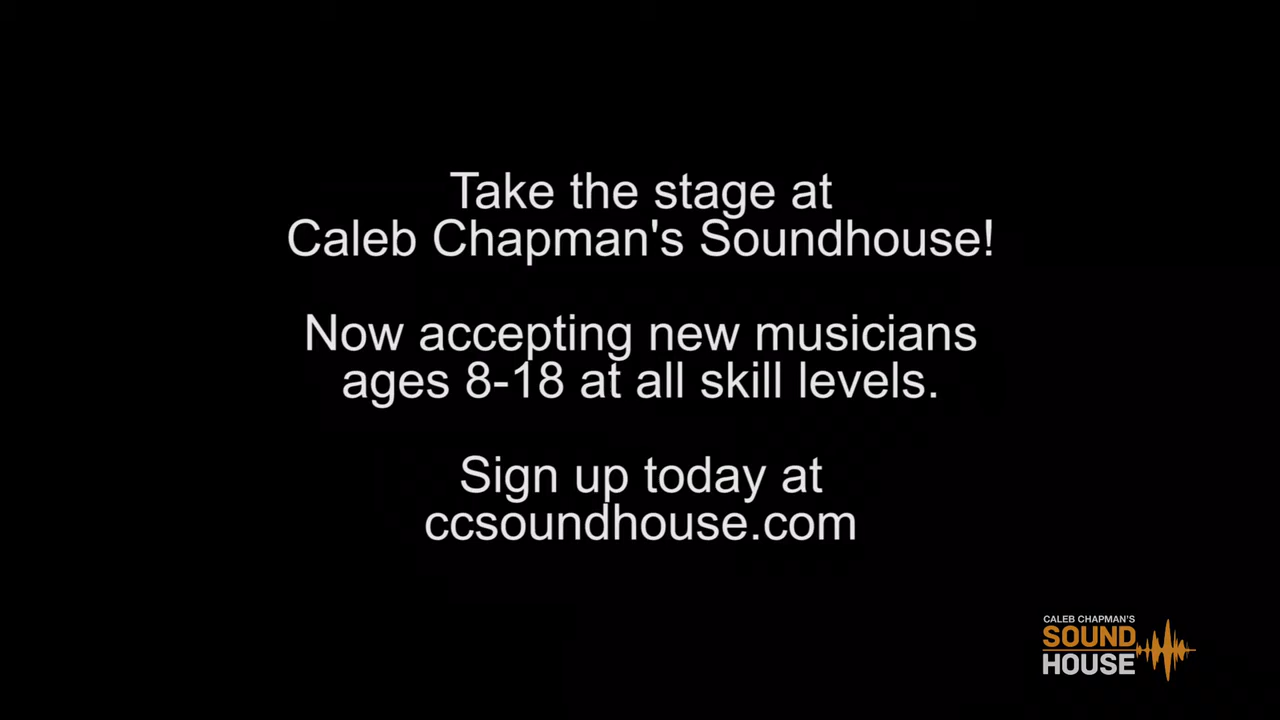 Take the stage at
Caleb Chapman's Soundhouse!
Now accepting new musicians
ages 8-18 at all skill levels.
Sign up today at
ccsoundhouse.com
CALEB CHAPMAN'S
SOUND
HOUSE